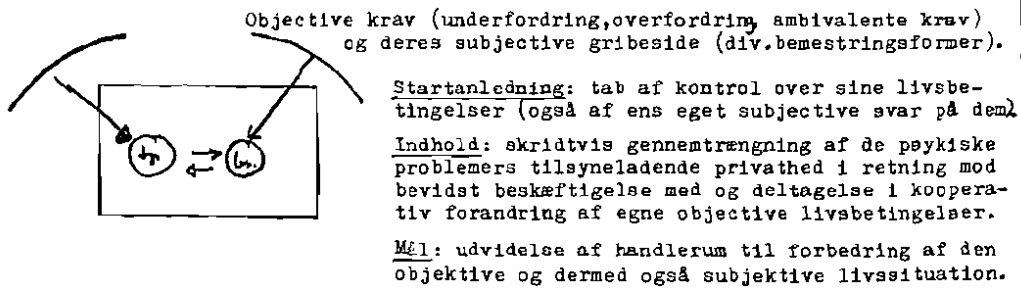 Objective krav (underfordring,overfordring, ambivalente krav)
og deres subjective gribeside (div.bemestringsformer).
Startanledning: tab af kontrol over sine livsbe-
tingelser (også af ens eget subjective svar på dem)
Indhold: skridtvis gennemtrængning af de psykiske
problemers tilsyneladende privathed i retning mod
bevidst beskæftigelse med og deltagelse i koopera-
tiv forandring af egne objective livsbetingelser.
Mål: udvidelse af handlerum til forbedring af den
objektive og dermed også subjektive livssituation.